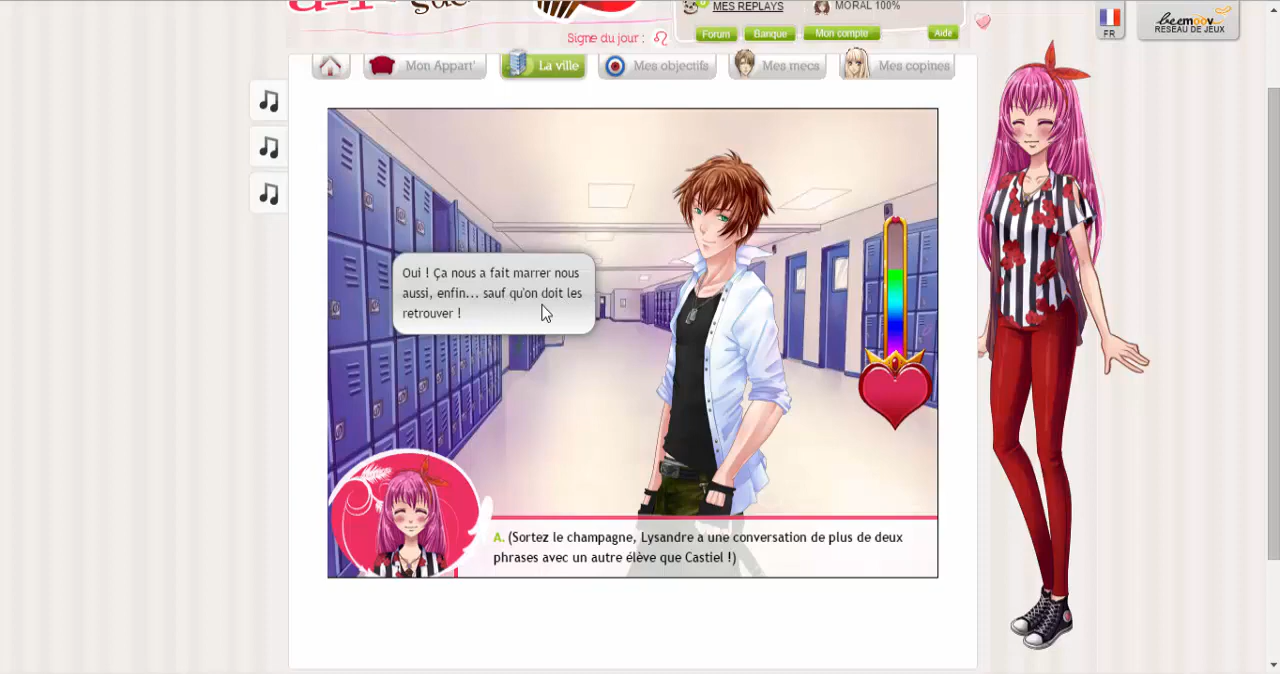 MES REPLAYS
MORAL 100%
Signe du jour :
Forum
Banque
Mon compte
Aide
FR
beemoov
RESEAU DE JEUX
Mon Appart'
La ville
Mes objectifs
Mes mecs
Mes copines
Oui ! Ça nous a fait marrer nous
aussi, enfin... sauf qu'on doit les
retrouver !
A. (Sortez le champagne, Lysandre a une conversation de plus de deux
phrases avec un autre élève que Castiel !)